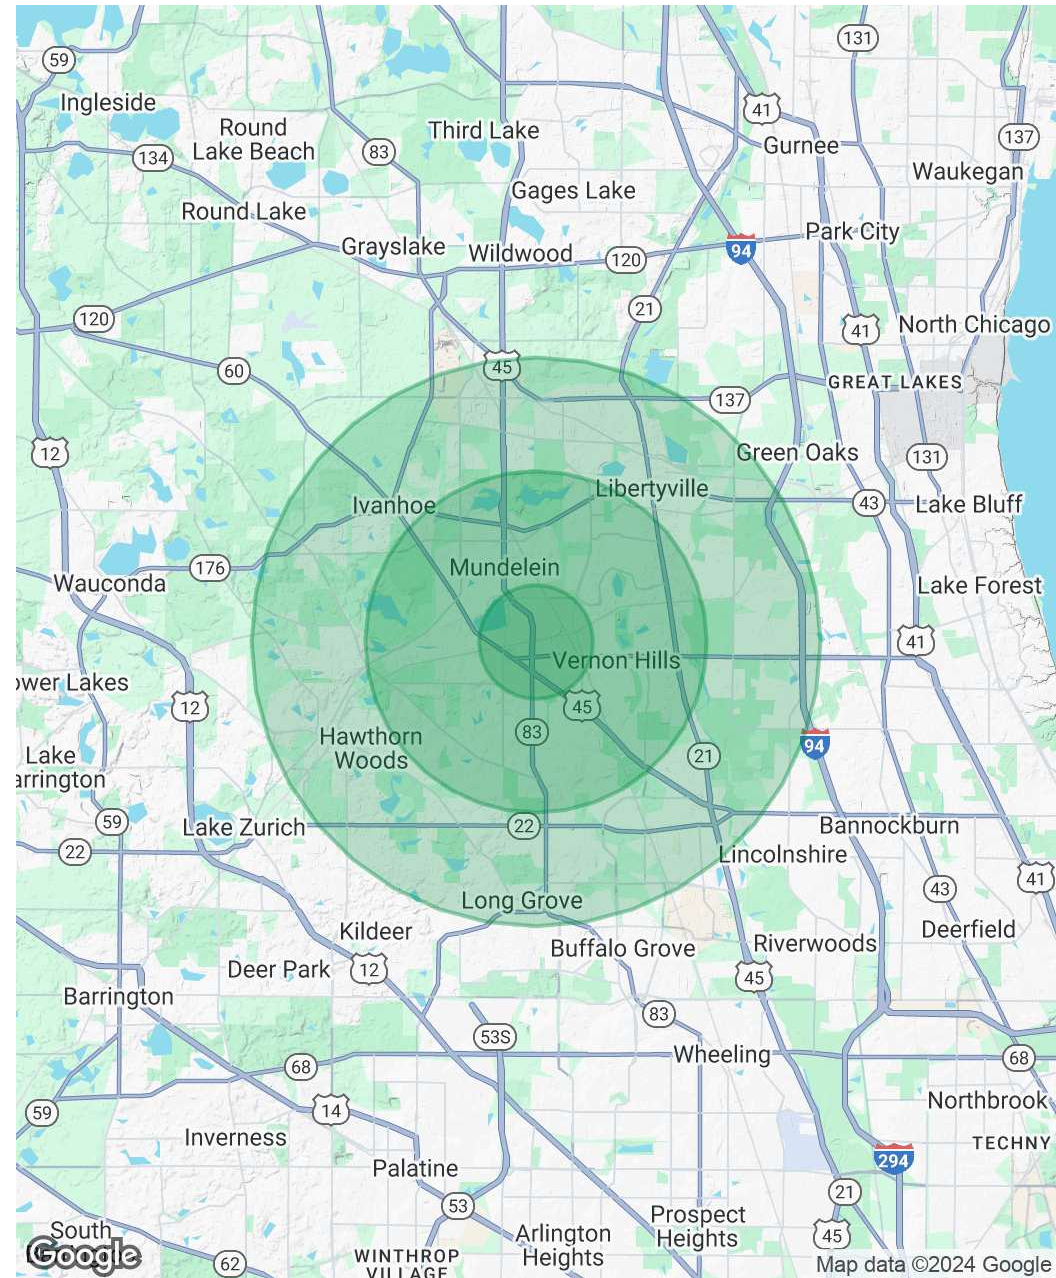 131
59
Ingleside
41
Third Lake
Round
Lake Beach
137
Gurnee
134
83
Waukegan
Gages Lake
Round Lake
Park City
Grayslake
Wildwood
94
120
21
120
North Chicago
41
45
60
GREAT LAKES
137
12
Green Oaks
131
Libertyville
Ivanhoe
43
Lake Bluff
Mundelein
176
Wauconda
Lake Forest
41
Vernon Hills
ower Lakes
12
45
83
Hawthorn
Woods
94
21
Lake
arrington
59
Lake Zurich
22
Bannockburn
22
Lincolnshire
41
43
Long Grove
Kildeer
Deerfield
Buffalo Grove
Riverwoods
Deer Park
12
45
Barrington
83
53S
Wheeling
68
68
Northbrook
59
14
Inverness
TECHNY
294
Palatine
21
53
Prospect
Heights
South
Arlington
Heights
45
Google
62
WINTHROP
VILLAGE
Map data ©2024 Google